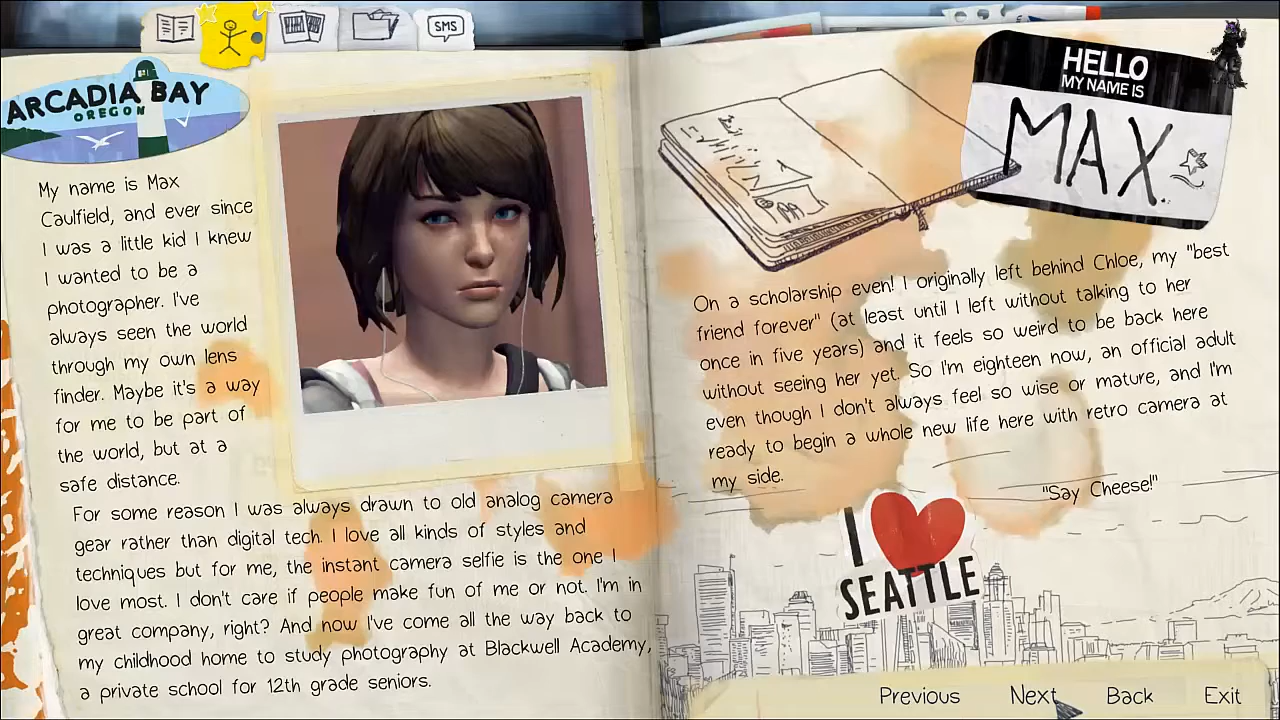 SMS
ARCADIA BAY
OREGON
My name is Max
Caulfield, and ever since
I was a little kid I knew
I wanted to be a
photographer. I've
always seen the world
through my own lens
finder. Maybe it's a way
for me to be part of
the world, but at a
safe distance.
For some reason I was always drawn to old analog camera
gear rather than digital tech. I love all kinds of styles and
techniques but for me, the instant camera selfie is the one I
love most. I don't care if people make fun of me or not. I'm in
great company, right? And now I've come all the way back to
my childhood home to study photography at Blackwell Academy,
a private school for 12th grade seniors.
HELLO
MY NAME IS
MAX
On a scholarship even! I originally left behind Chloe, my "best
friend forever" (at least until I left without talking to her
once in five years) and it feels so weird to be back here
without seeing her yet. So I'm eighteen now, an official adult
even though I don't always feel so wise or mature, and I'm
ready to begin a whole new life here with retro camera at
my side.
"Say Cheese!"
I
SEATTLE
Previous Next Back Exit